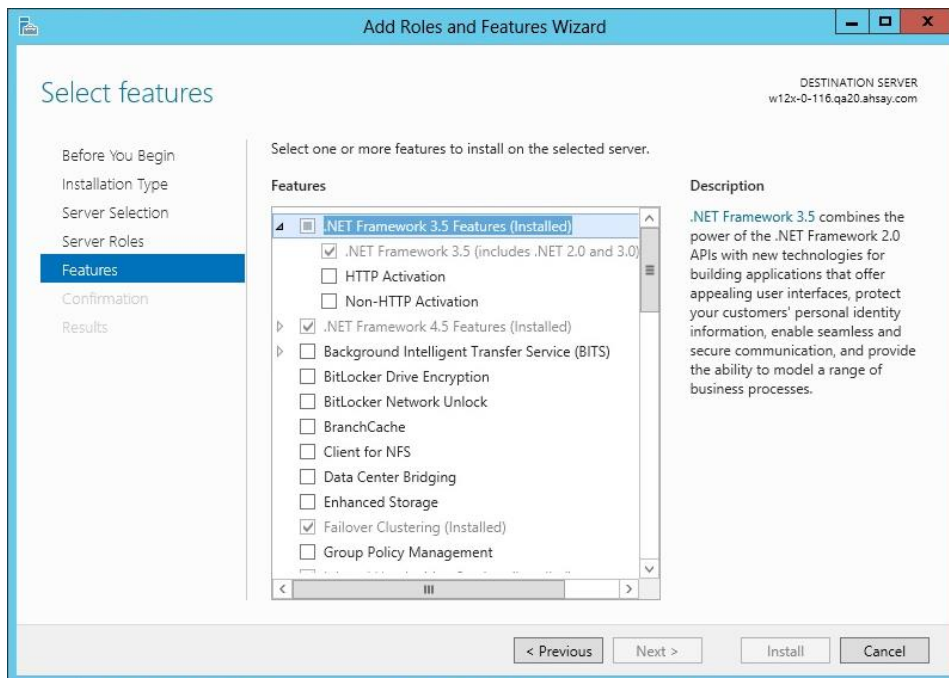 Add Roles and Features Wizard
Select features
DESTINATION SERVER
w12x-0-116.qa20.ahsay.com
Before You Begin
Installation Type
Server Selection
Server Roles
Features
Confirmation
Results
Select one or more features to install on the selected server.
Features
.NET Framework 3.5 Features (Installed)
.NET Framework 3.5 (includes .NET 2.0 and 3.0)
HTTP Activation
Non-HTTP Activation
.NET Framework 4.5 Features (Installed)
Background Intelligent Transfer Service (BITS)
BitLocker Drive Encryption
BitLocker Network Unlock
BranchCache
Client for NFS
Data Center Bridging
Enhanced Storage
Failover Clustering (Installed)
Group Policy Management
Description
.NET Framework 3.5 combines the
power of the .NET Framework 2.0
APIs with new technologies for
building applications that offer
appealing user interfaces, protect
your customers' personal identity
information, enable seamless and
secure communication, and provide
the ability to model a range of
business processes.
< Previous
Next >
Install
Cancel